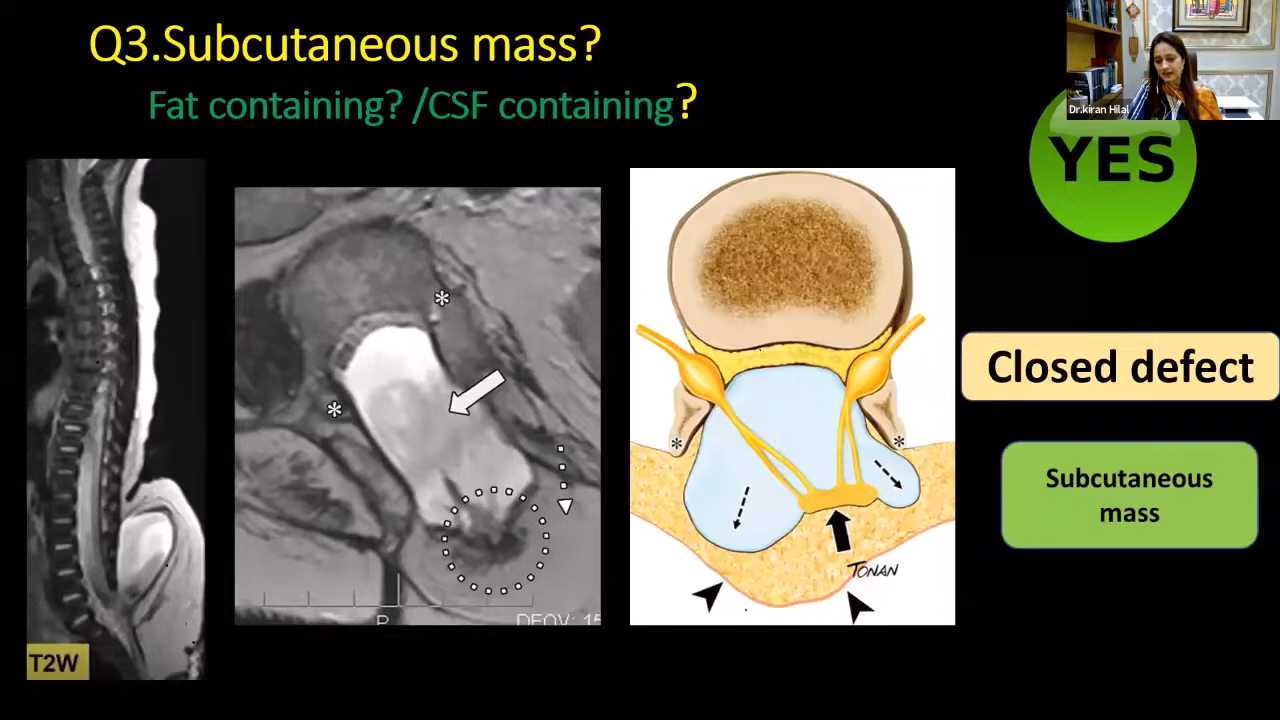 Q3.Subcutaneous mass?
Fat containing? /CSF containing?
Dr.kiran Hilal
YES
*
*
*
*
Closed defect
Subcutaneous
mass
TONAN
P
T2W